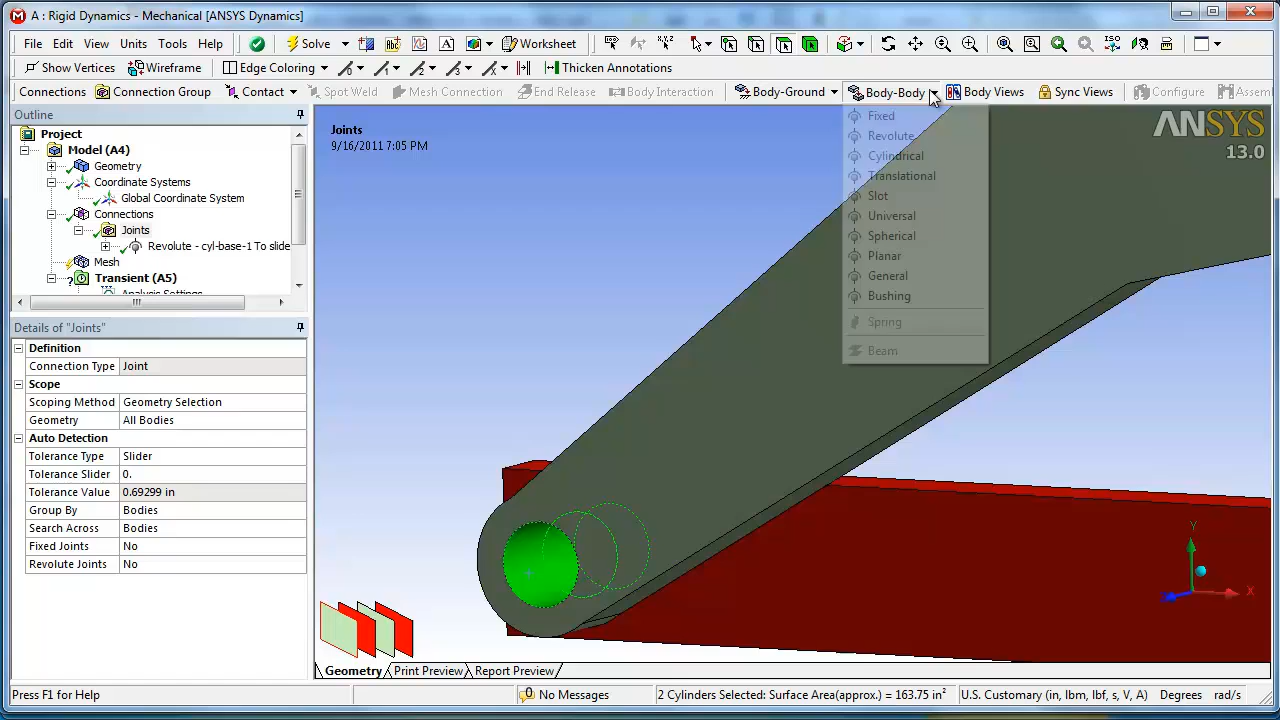 A : Rigid Dynamics - Mechanical [ANSYS Dynamics]
File Edit View Units Tools Help Solve Worksheet
Show Vertices Wireframe Edge Coloring Thicken Annotations
Connections Connection Group Contact Spot Weld Mesh Connection End Release Body Interaction Body-Ground Body-Body Body Views Sync Views Configure Assem
Outline
Project
Model (A4)
Geometry
Coordinate Systems
Global Coordinate System
Connections
Joints
Revolute - cyl-base-1 To slide
Mesh
Transient (A5)
Analysis Settings
Details of "Joints"
Definition
Connection Type Joint
Scope
Scoping Method Geometry Selection
Geometry All Bodies
Auto Detection
Tolerance Type Slider
Tolerance Slider 0.
Tolerance Value 0.69299 in
Group By Bodies
Search Across Bodies
Fixed Joints No
Revolute Joints No
Joints
9/16/2011 7:05 PM
Fixed
Revolute
Cylindrical
Translational
Slot
Universal
Spherical
Planar
General
Bushing
Spring
Beam
ANSYS
13.0
Y
X
Geometry Print Preview Report Preview
Press F1 for Help No Messages 2 Cylinders Selected: Surface Area(approx.) = 163.75 in² U.S. Customary (in, lbm, lbf, s, V, A) Degrees rad/s